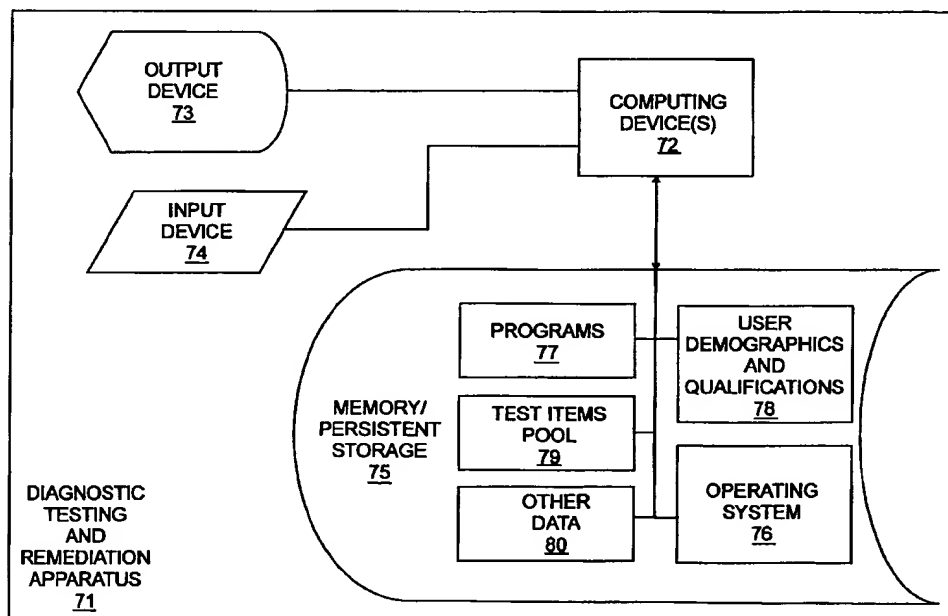 OUTPUT
DEVICE
73
COMPUTING
DEVICE(S)
72
INPUT
DEVICE
74
PROGRAMS
77
USER
DEMOGRAPHICS
AND
QUALIFICATIONS
78
MEMORY/
PERSISTENT
STORAGE
75
TEST ITEMS
POOL
79
OTHER
DATA
80
OPERATING
SYSTEM
76
DIAGNOSTIC
TESTING
AND
REMEDIATION
APPARATUS
71